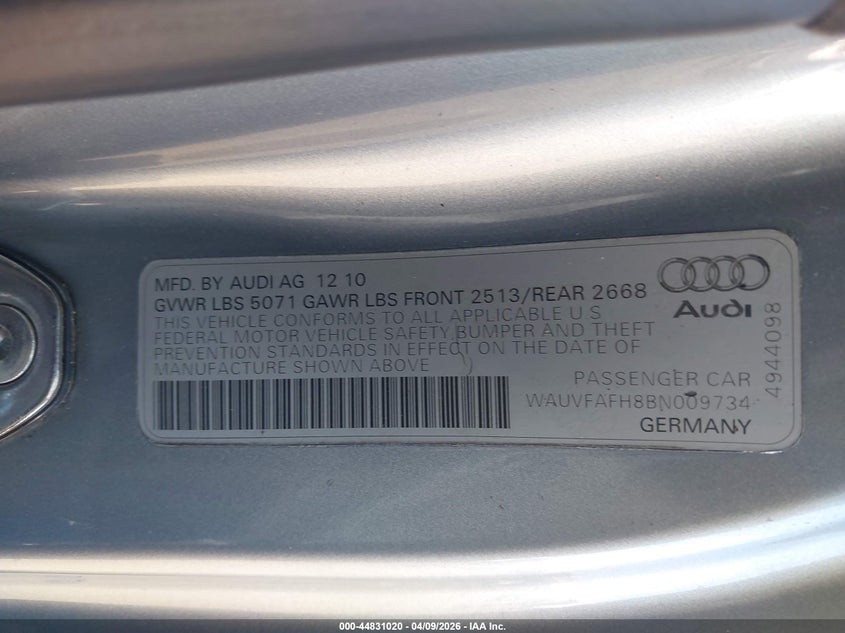 MFD. BY AUDI AG 12 10
GVWR LBS 5071 GAWR LBS FRONT 2513/REAR 2668
THIS VEHICLE CONFORMS TO ALL APPLICABLE U S
FEDERAL MOTOR VEHICLE SAFETY, BUMPER AND THEFT
PREVENTION STANDARDS IN EFFECT ON THE DATE OF
MANUFACTURE SHOWN ABOVE
Audi
4944098
PASSENGER CAR
WAUVFAFH8BN009734
GERMANY
000-44831020 | 04/09/2026 | IAA Inc.